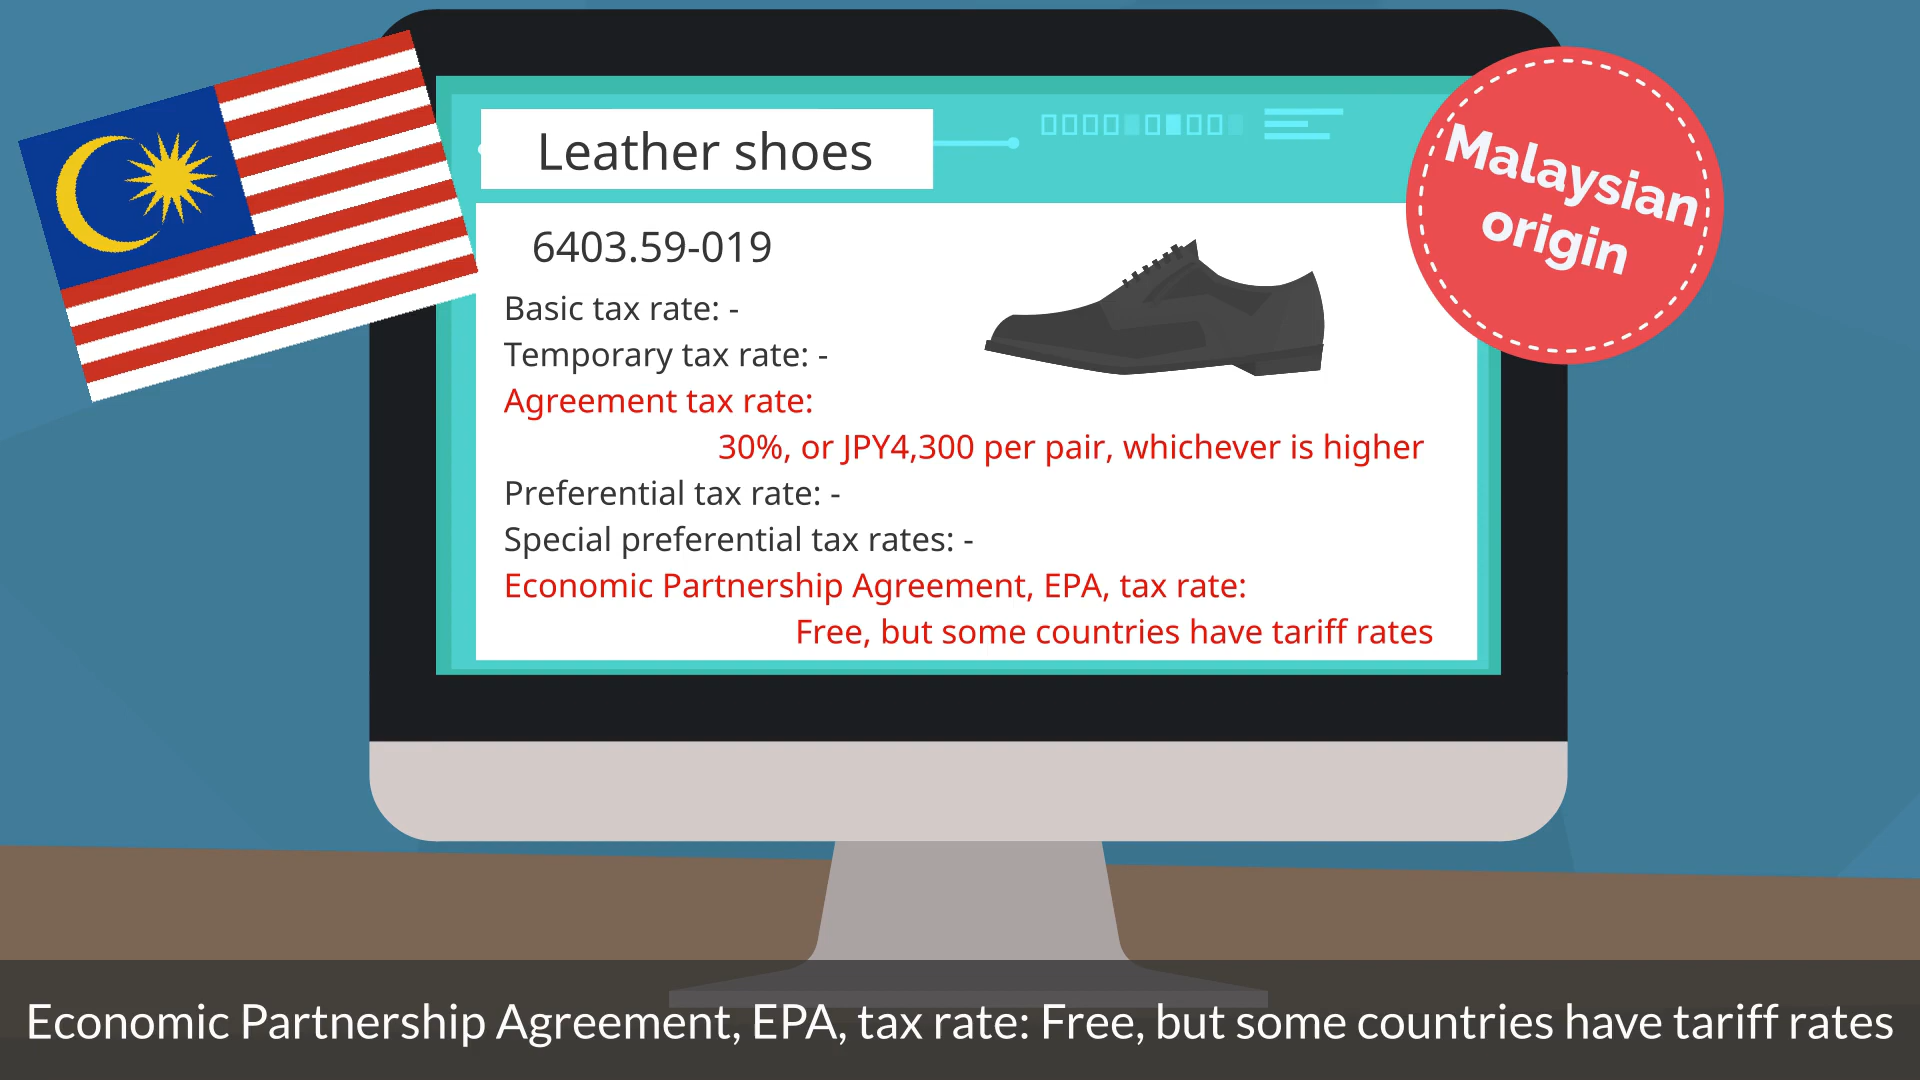 Leather shoes
Malaysian
origin
6403.59-019
Basic tax rate: -
Temporary tax rate: -
Agreement tax rate:
30%, or JPY4,300 per pair, whichever is higher
Preferential tax rate: -
Special preferential tax rates: -
Economic Partnership Agreement, EPA, tax rate:
Free, but some countries have tariff rates
Economic Partnership Agreement, EPA, tax rate: Free, but some countries have tariff rates